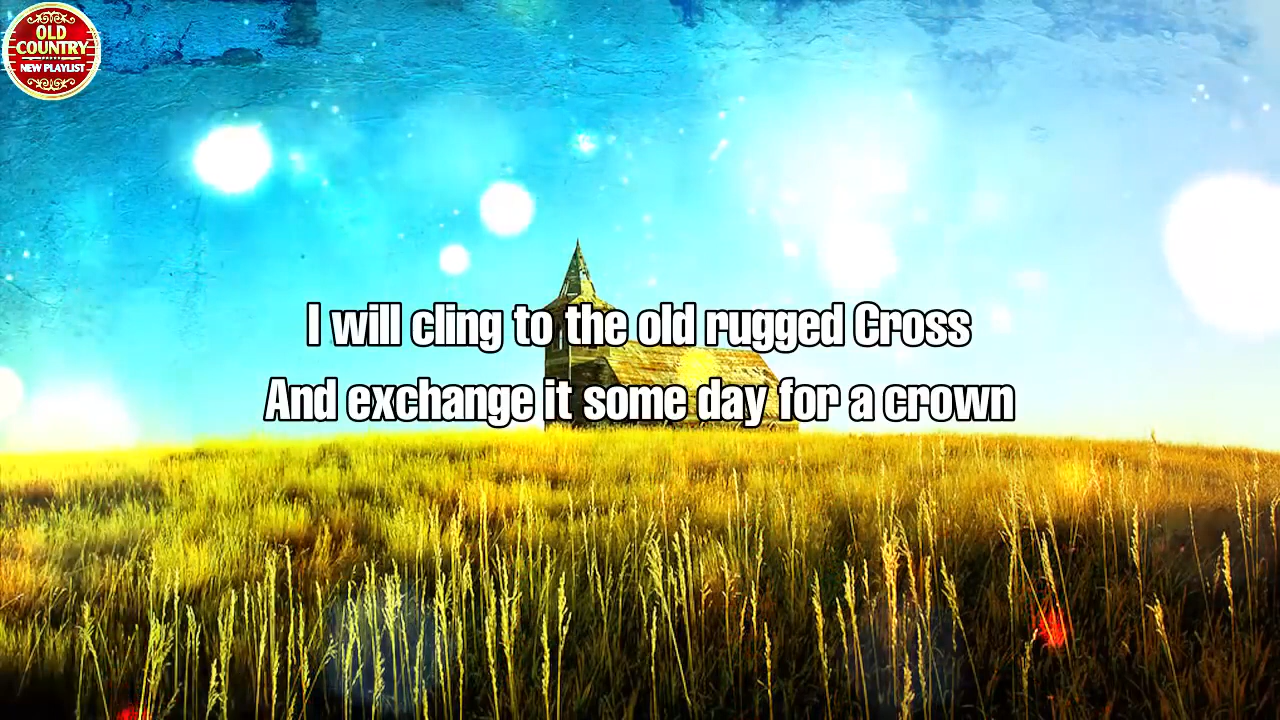 OLD
COUNTRY
NEW PLAYLIST
I will cling to the old rugged Cross
And exchange it some day for a crown